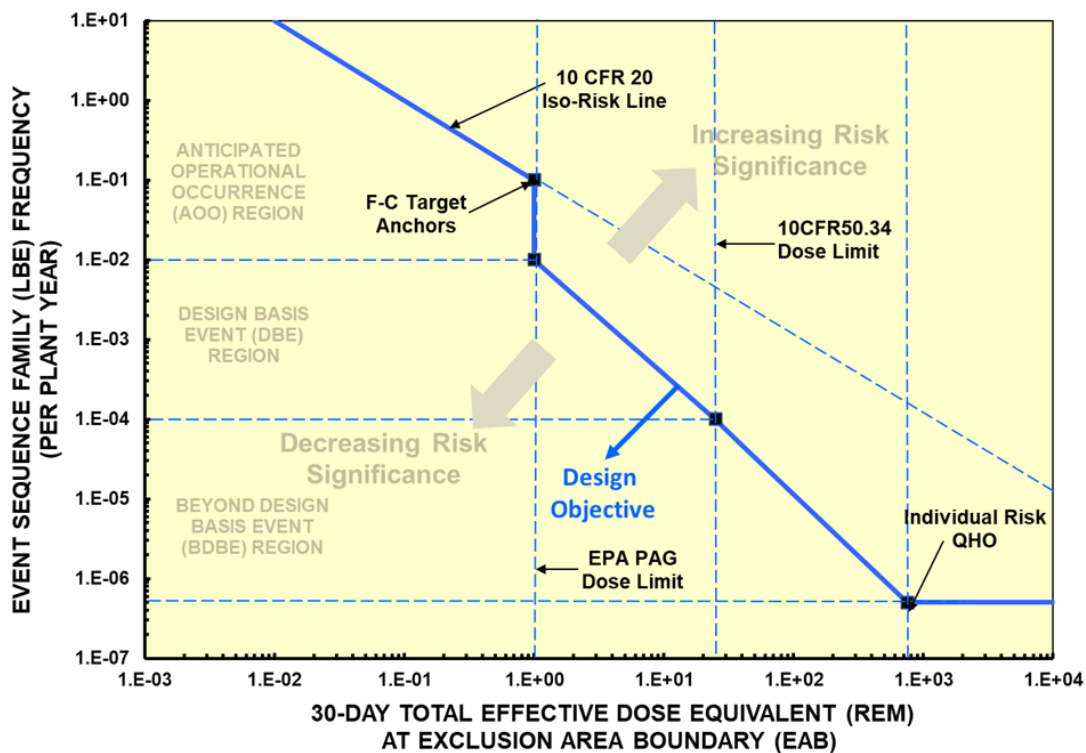 EVENT SEQUENCE FAMILY (LBE) FREQUENCY
(PER PLANT YEAR)
1.E+01
1.E+00
1.E-01
1.E-02
1.E-03
1.E-04
1.E-05
1.E-06
1.E-07
10 CFR 20
Iso-Risk Line
Increasing Risk
Significance
ANTICIPATED
OPERATIONAL
OCCURRENCE
(AOO) REGION
F-C Target
Anchors
10CFR50.34
Dose Limit
DESIGN BASIS
EVENT (DBE)
REGION
Decreasing Risk
Significance
Design
Objective
BEYOND DESIGN
BASIS EVENT
(BDBE) REGION
Individual Risk
QHO
EPA PAG
Dose Limit
1.E-03
1.E-02
1.E-01
1.E+00
1.E+01
1.E+02
1.E+03
1.E+04
30-DAY TOTAL EFFECTIVE DOSE EQUIVALENT (REM)
AT EXCLUSION AREA BOUNDARY (EAB)